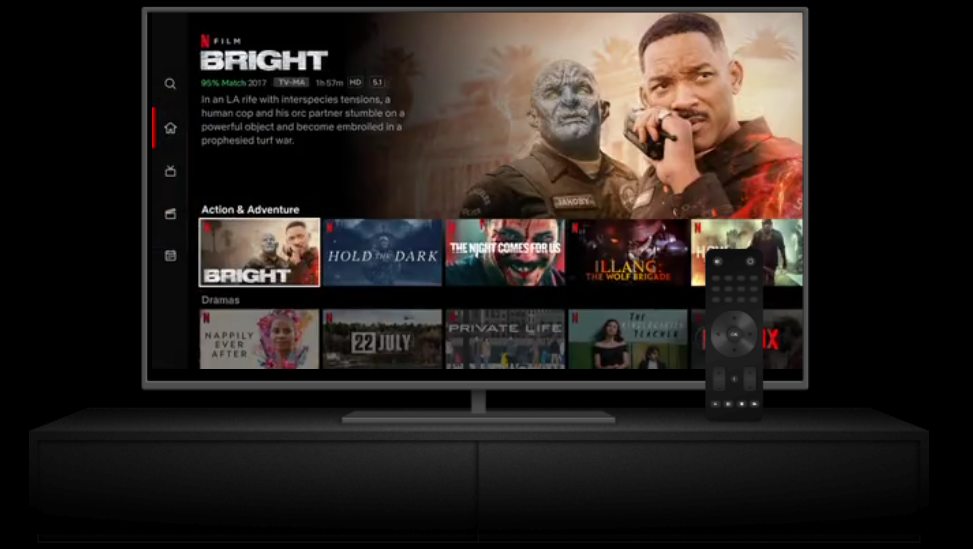 N FILM
BRIGHT
95% Match 2017 TV-MA 1h 57m HD 5.1
In an LA rife with interspecies tensions, a
human cop and his orc partner stumble on a
powerful object and become embroiled in a
prophesied turf war.
JAKOBY
Action & Adventure
N
BRIGHT
N
HOLD THE DARK
N
THE NIGHT COMES FOR US
N
ILLANG:
THE WOLF BRIGADE
N
Dramas
N
NAPPILY
EVER
AFTER
N
22 JULY
N
PRIVATE LIFE
N
THE
KINDERGARTEN
TEACHER
OK